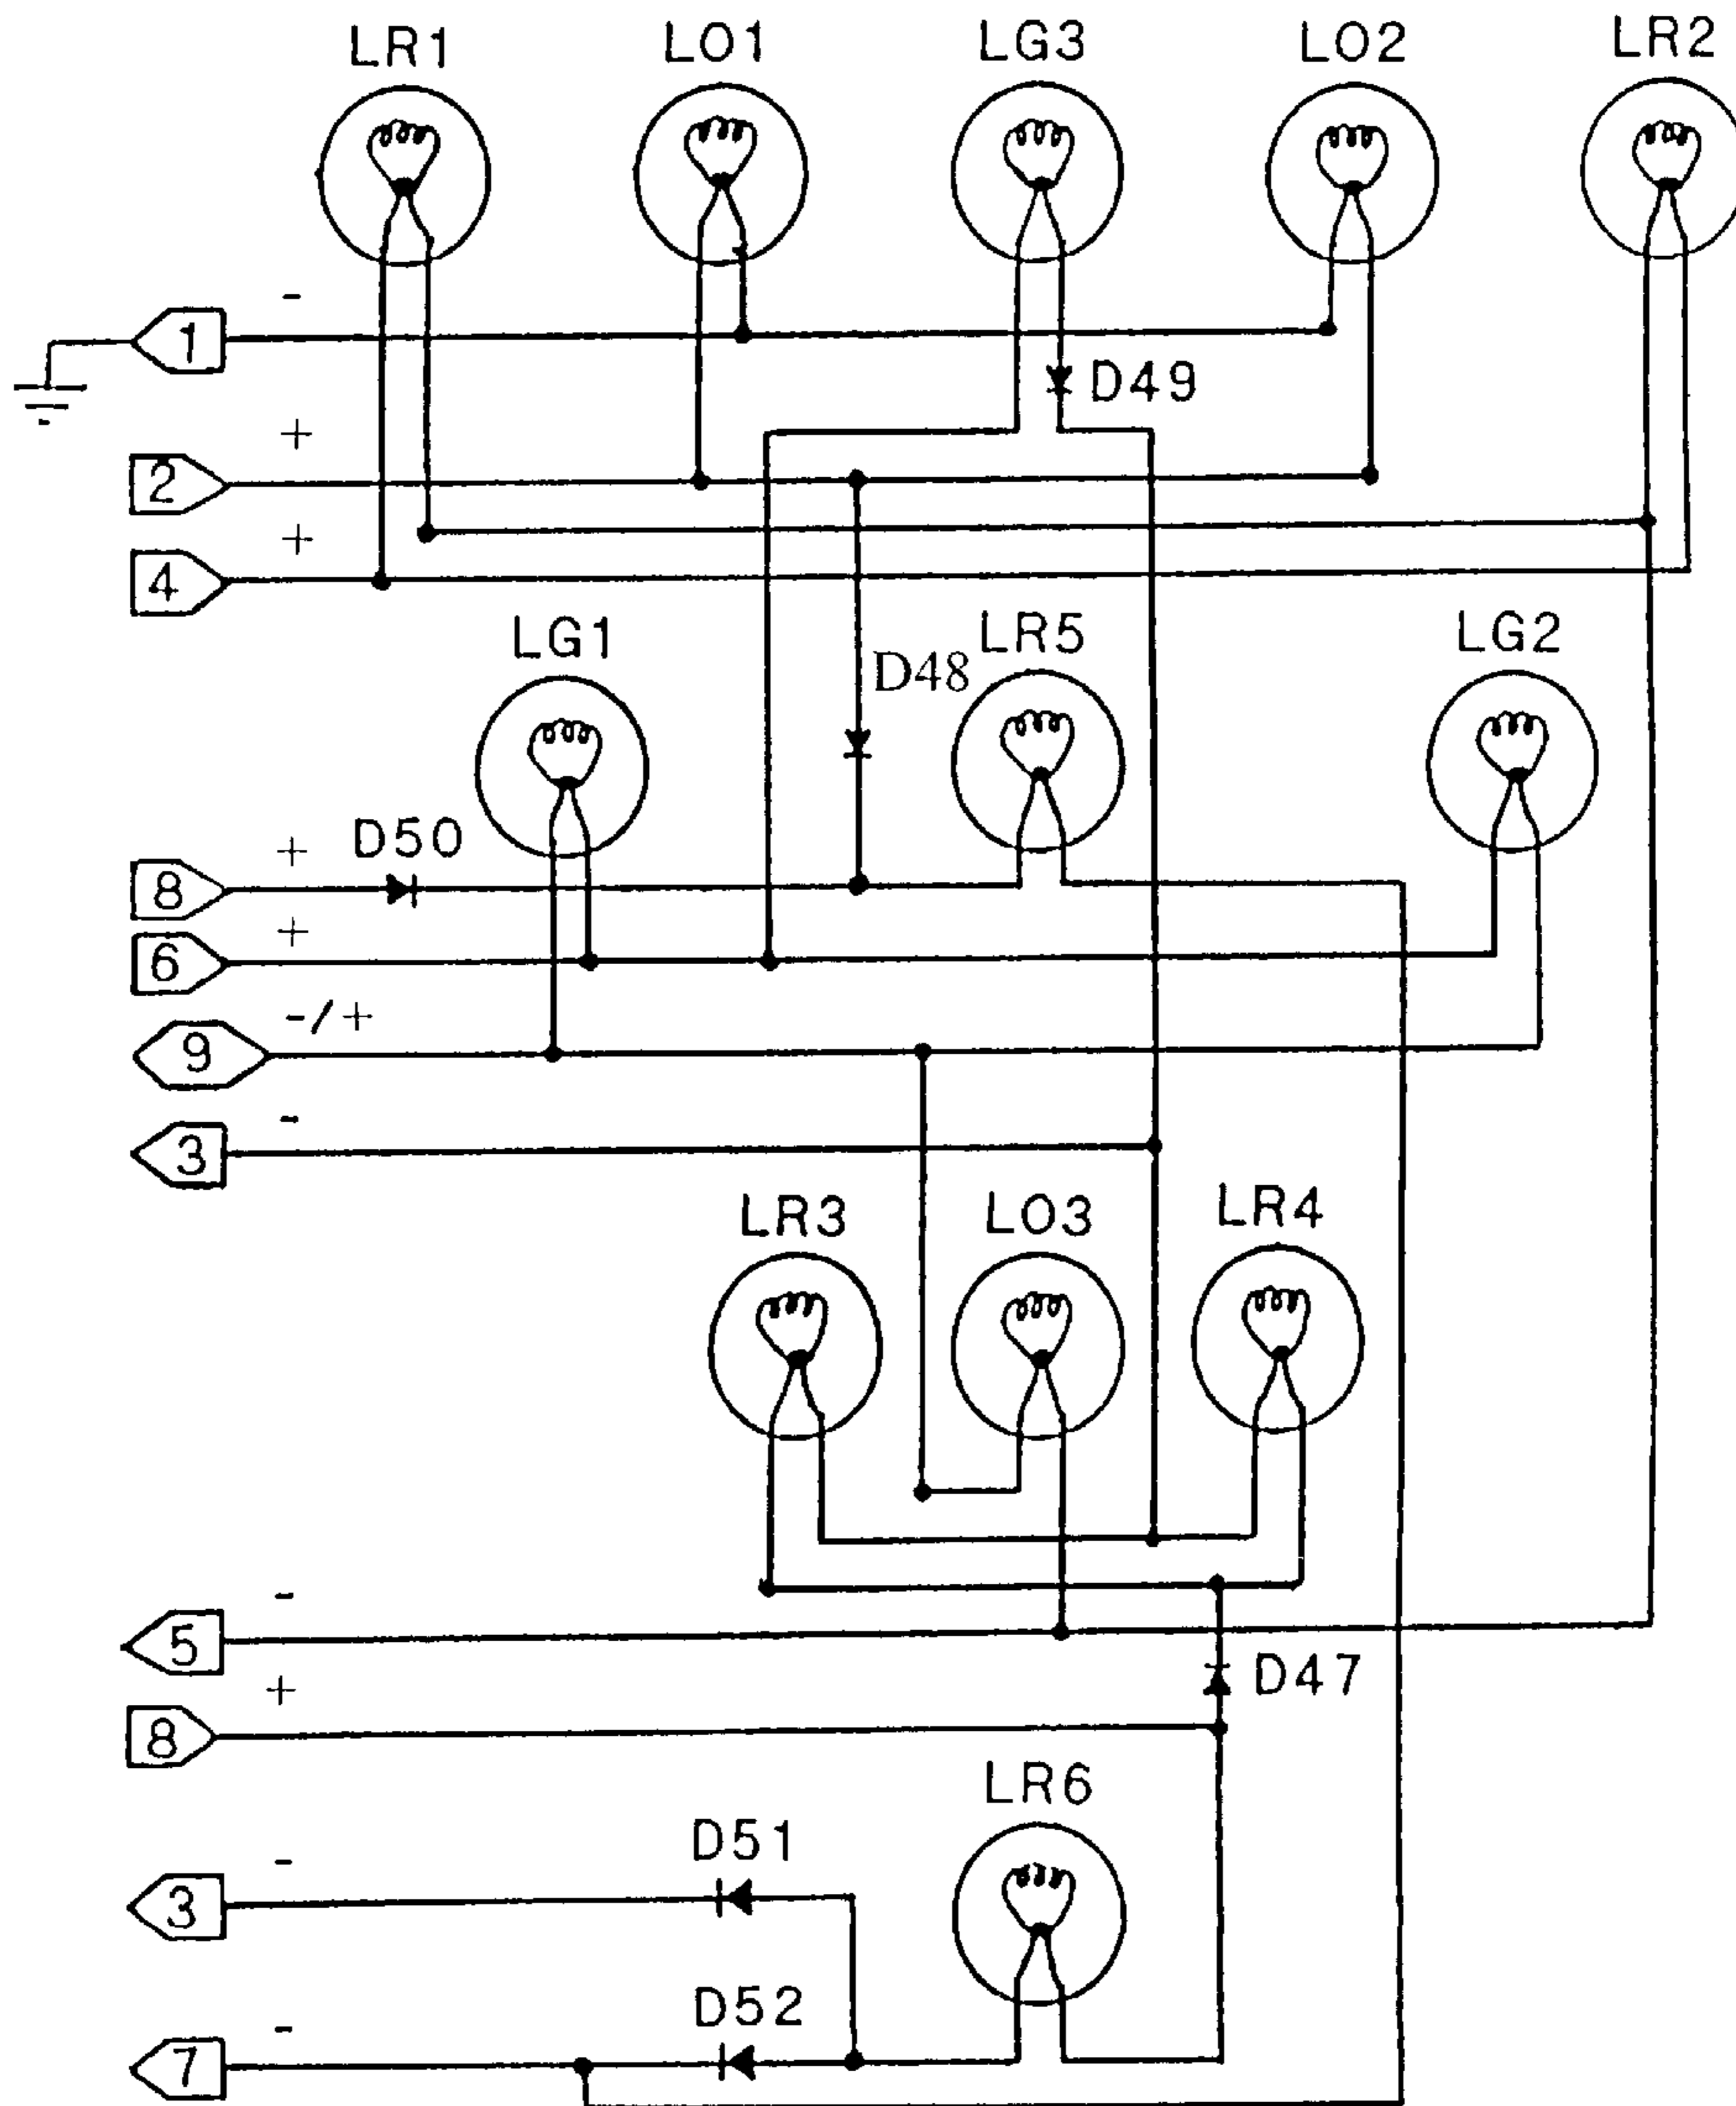 LR1 LO1 LG3 LO2 LR2
-
1
D49
+
2
+
4
LG1 LR5 LG2
D48
+ D50
8
+
6
-/+
9
-
3
LR3 LO3 LR4
-
5
D47
+
8
LR6
D51
-
3
D52
-
7